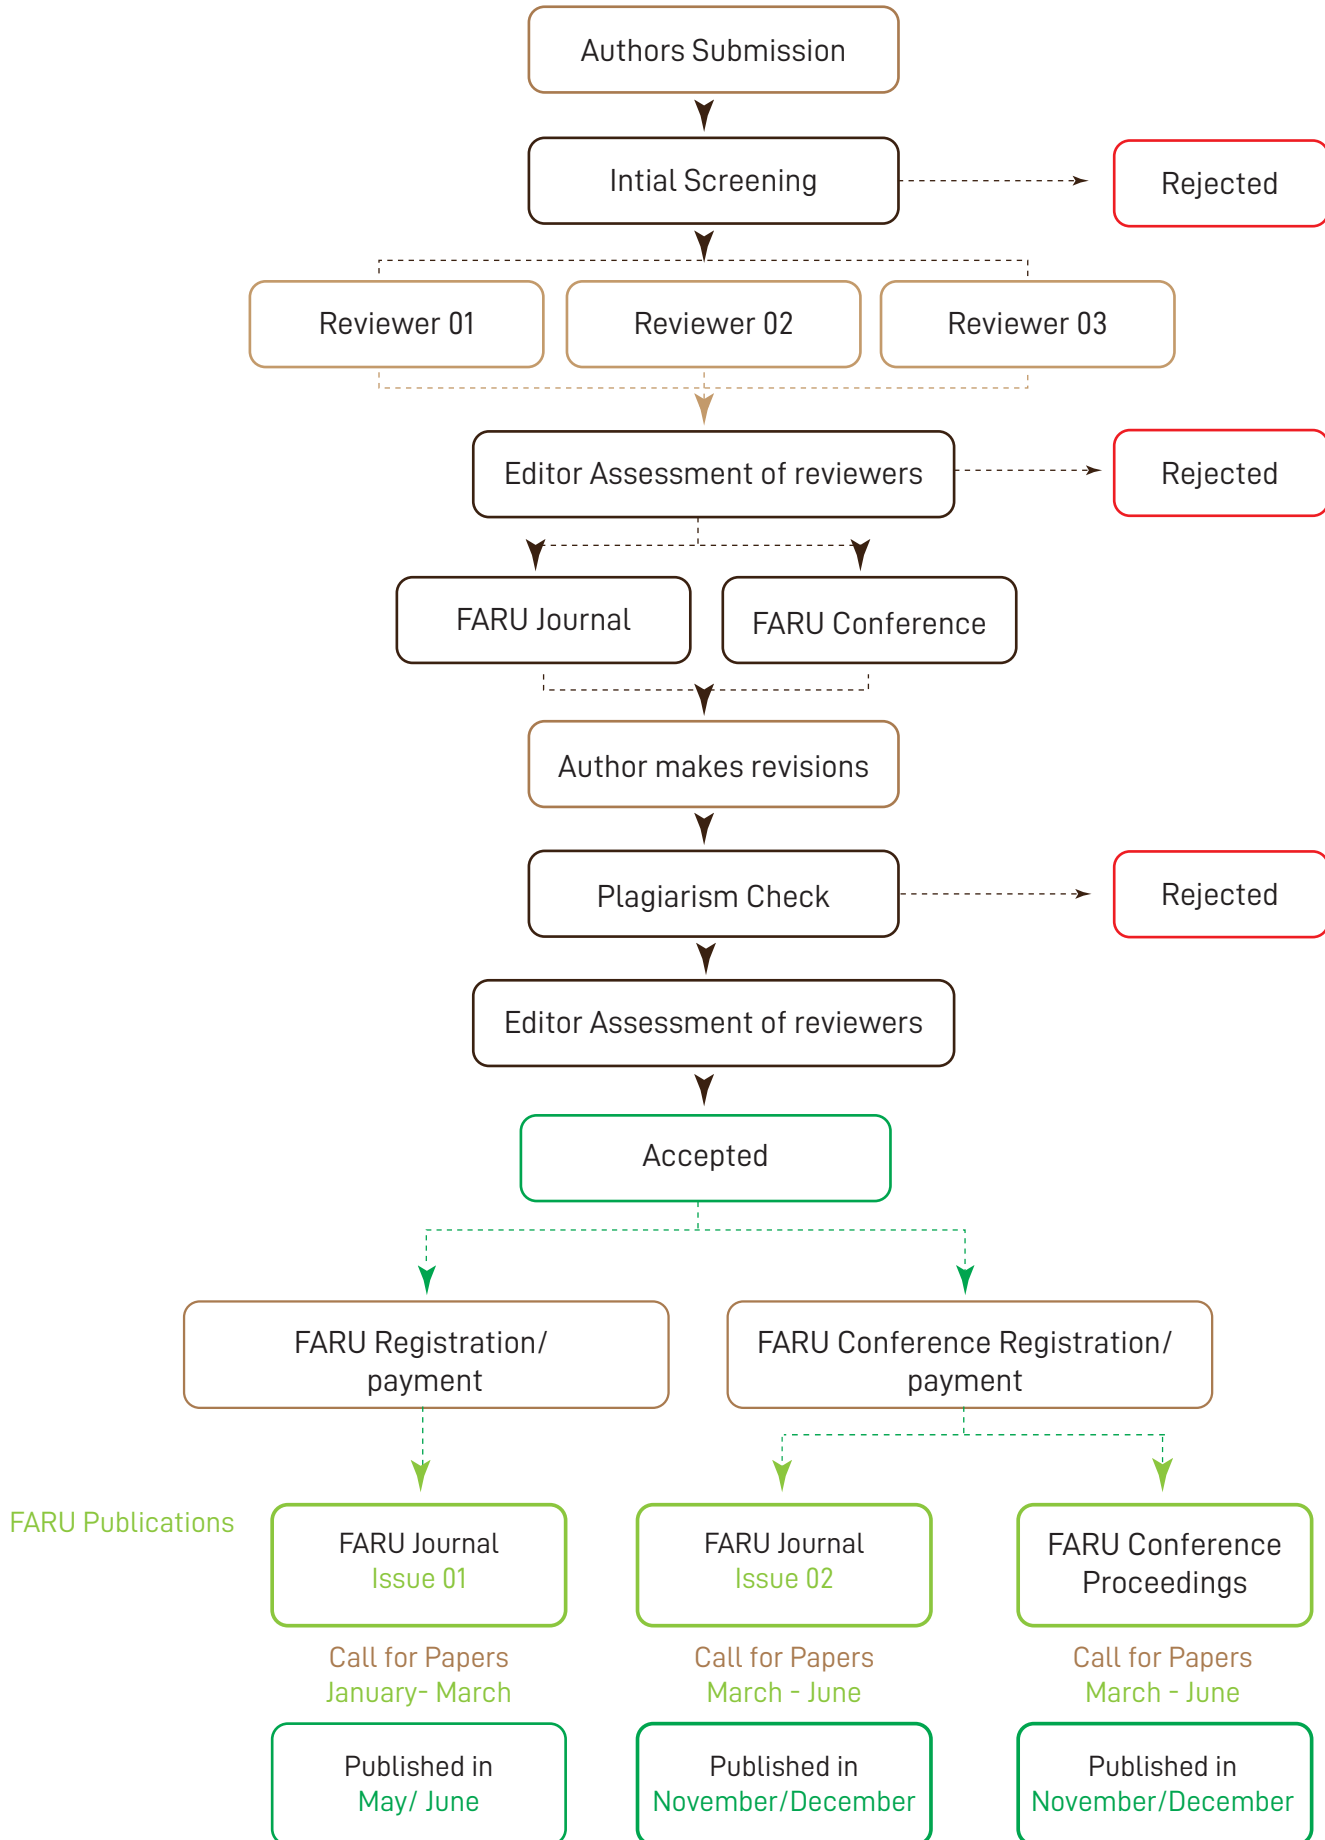 Authors Submission
Intial Screening
Rejected
Reviewer 01
Reviewer 02
Reviewer 03
Editor Assessment of reviewers
Rejected
FARU Journal
FARU Conference
Author makes revisions
Plagiarism Check
Rejected
Editor Assessment of reviewers
Accepted
FARU Registration/
payment
FARU Conference Registration/
payment
FARU Publications
FARU Journal
Issue 01
FARU Journal
Issue 02
FARU Conference
Proceedings
Call for Papers
January- March
Call for Papers
March - June
Call for Papers
March - June
Published in
May/ June
Published in
November/December
Published in
November/December